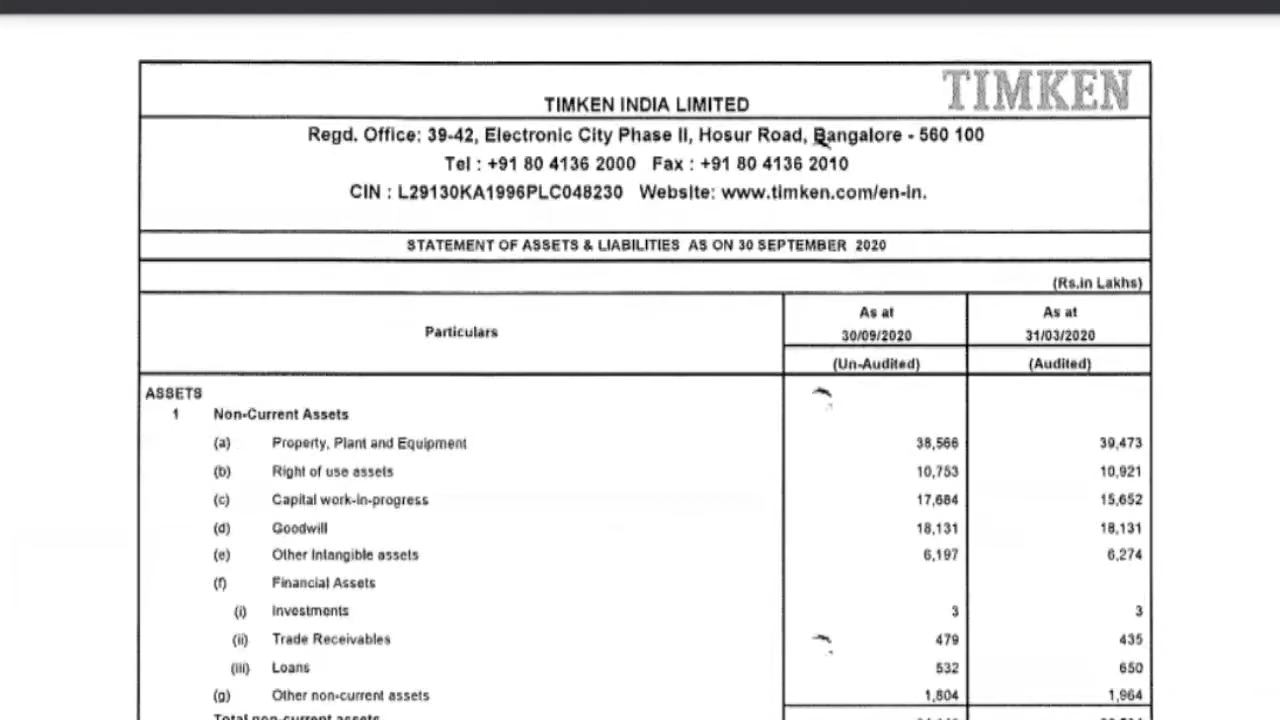 TIMKEN
TIMKEN INDIA LIMITED
Regd. Office: 39-42, Electronic City Phase II, Hosur Road, Bangalore - 560 100
Tel : +91 80 4136 2000 Fax : +91 80 4136 2010
CIN : L29130KA1996PLC048230 Website: www.timken.com/en-in.
STATEMENT OF ASSETS & LIABILITIES AS ON 30 SEPTEMBER 2020
(Rs.in Lakhs)
Particulars As at 30/09/2020 As at 31/03/2020
(Un-Audited) (Audited)
ASSETS
1 Non-Current Assets
(a) Property, Plant and Equipment 38,566 39,473
(b) Right of use assets 10,753 10,921
(c) Capital work-in-progress 17,684 15,652
(d) Goodwill 18,131 18,131
(e) Other Intangible assets 6,197 6,274
(f) Financial Assets
(i) Investments 3 3
(ii) Trade Receivables 479 435
(iii) Loans 532 650
(g) Other non-current assets 1,804 1,964
Total non-current assets